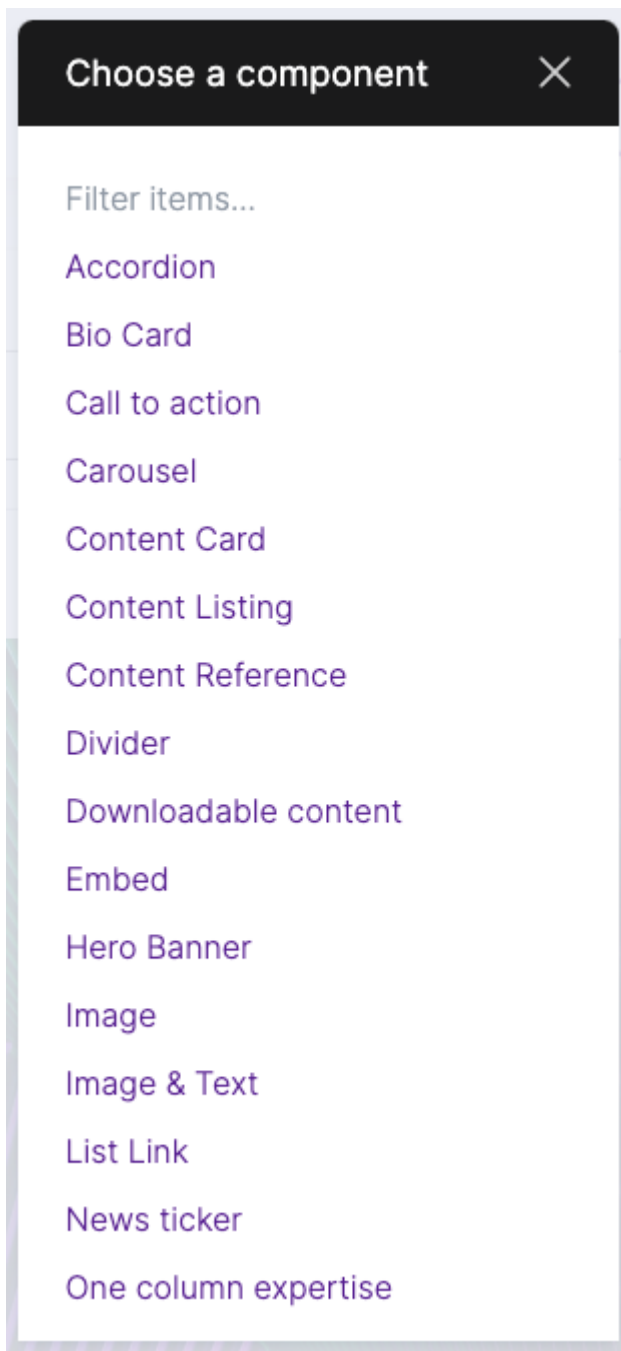 Choose a component
Filter items...
Accordion
Bio Card
Call to action
Carousel
Content Card
Content Listing
Content Reference
Divider
Downloadable content
Embed
Hero Banner
Image
Image & Text
List Link
News ticker
One column expertise